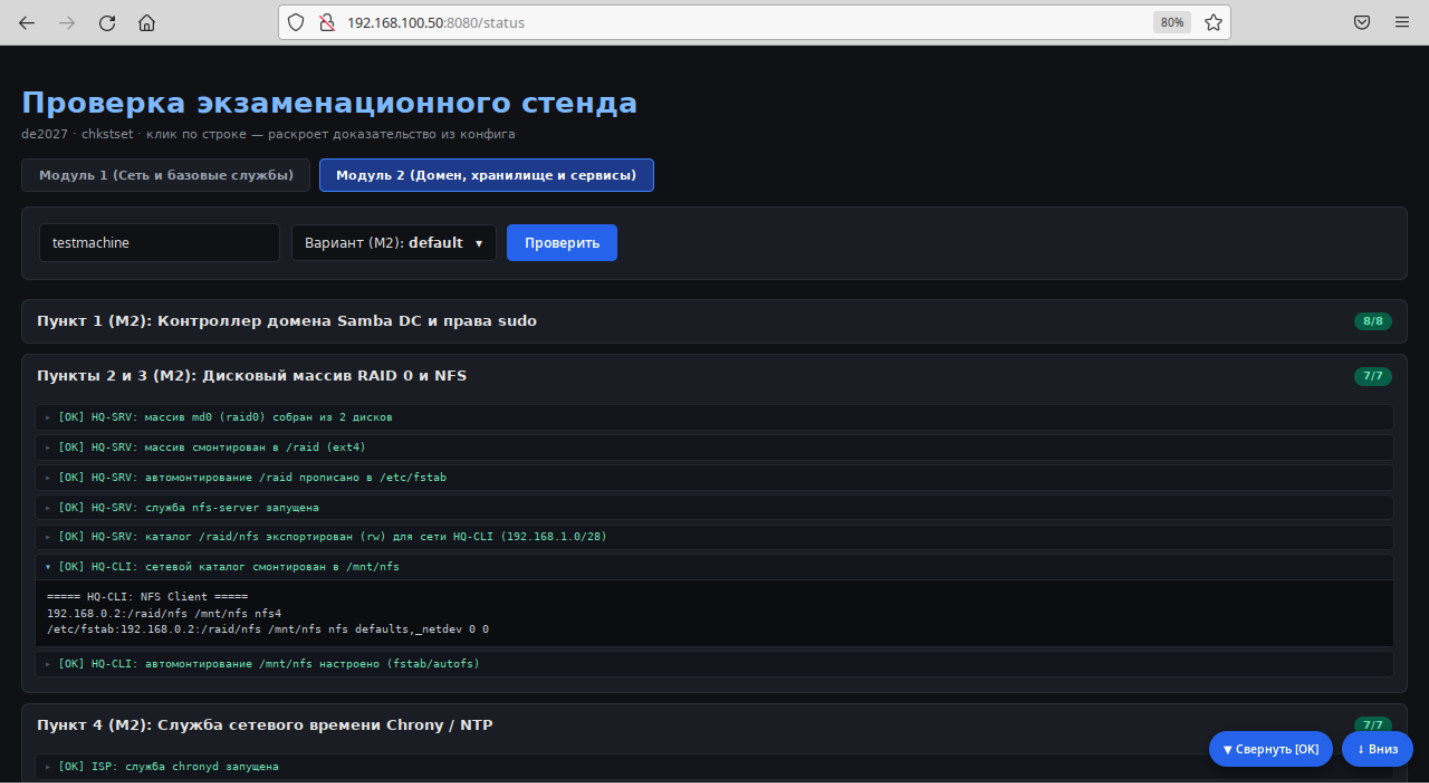 192.168.100.50:8080/status
80%
Проверка экзаменационного стенда
de2027 · chkstset · клик по строке — раскроет доказательство из конфига
Модуль 1 (Сеть и базовые службы)
Модуль 2 (Домен, хранилище и сервисы)
testmachine
Вариант (M2): default ▼
Проверить
Пункт 1 (M2): Контроллер домена Samba DC и права sudo
8/8
Пункты 2 и 3 (M2): Дисковый массив RAID 0 и NFS
7/7
▸ [OK] HQ-SRV: массив md0 (raid0) собран из 2 дисков
▸ [OK] HQ-SRV: массив смонтирован в /raid (ext4)
▸ [OK] HQ-SRV: автомонтирование /raid прописано в /etc/fstab
▸ [OK] HQ-SRV: служба nfs-server запущена
▸ [OK] HQ-SRV: каталог /raid/nfs экспортирован (rw) для сети HQ-CLI (192.168.1.0/28)
▾ [OK] HQ-CLI: сетевой каталог смонтирован в /mnt/nfs
===== HQ-CLI: NFS Client =====
192.168.0.2:/raid/nfs /mnt/nfs nfs4
/etc/fstab:192.168.0.2:/raid/nfs /mnt/nfs nfs defaults,_netdev 0 0
▸ [OK] HQ-CLI: автомонтирование /mnt/nfs настроено (fstab/autofs)
Пункт 4 (M2): Служба сетевого времени Chrony / NTP
7/7
▼ Свернуть [OK]
↓ Вниз
▸ [OK] ISP: служба chronyd запущена